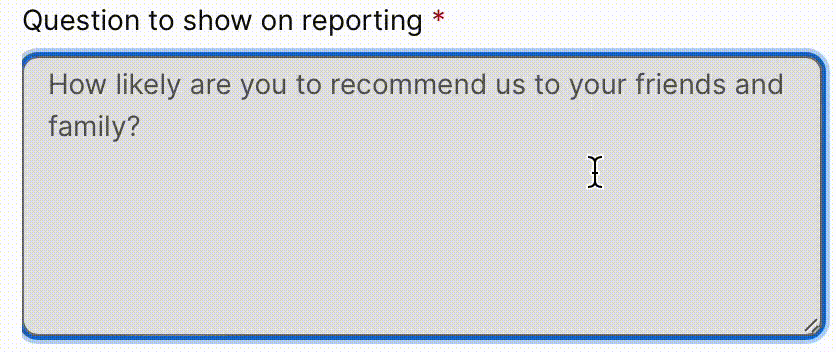 Question to show on reporting *
How likely are you to recommend us to your friends and
family?